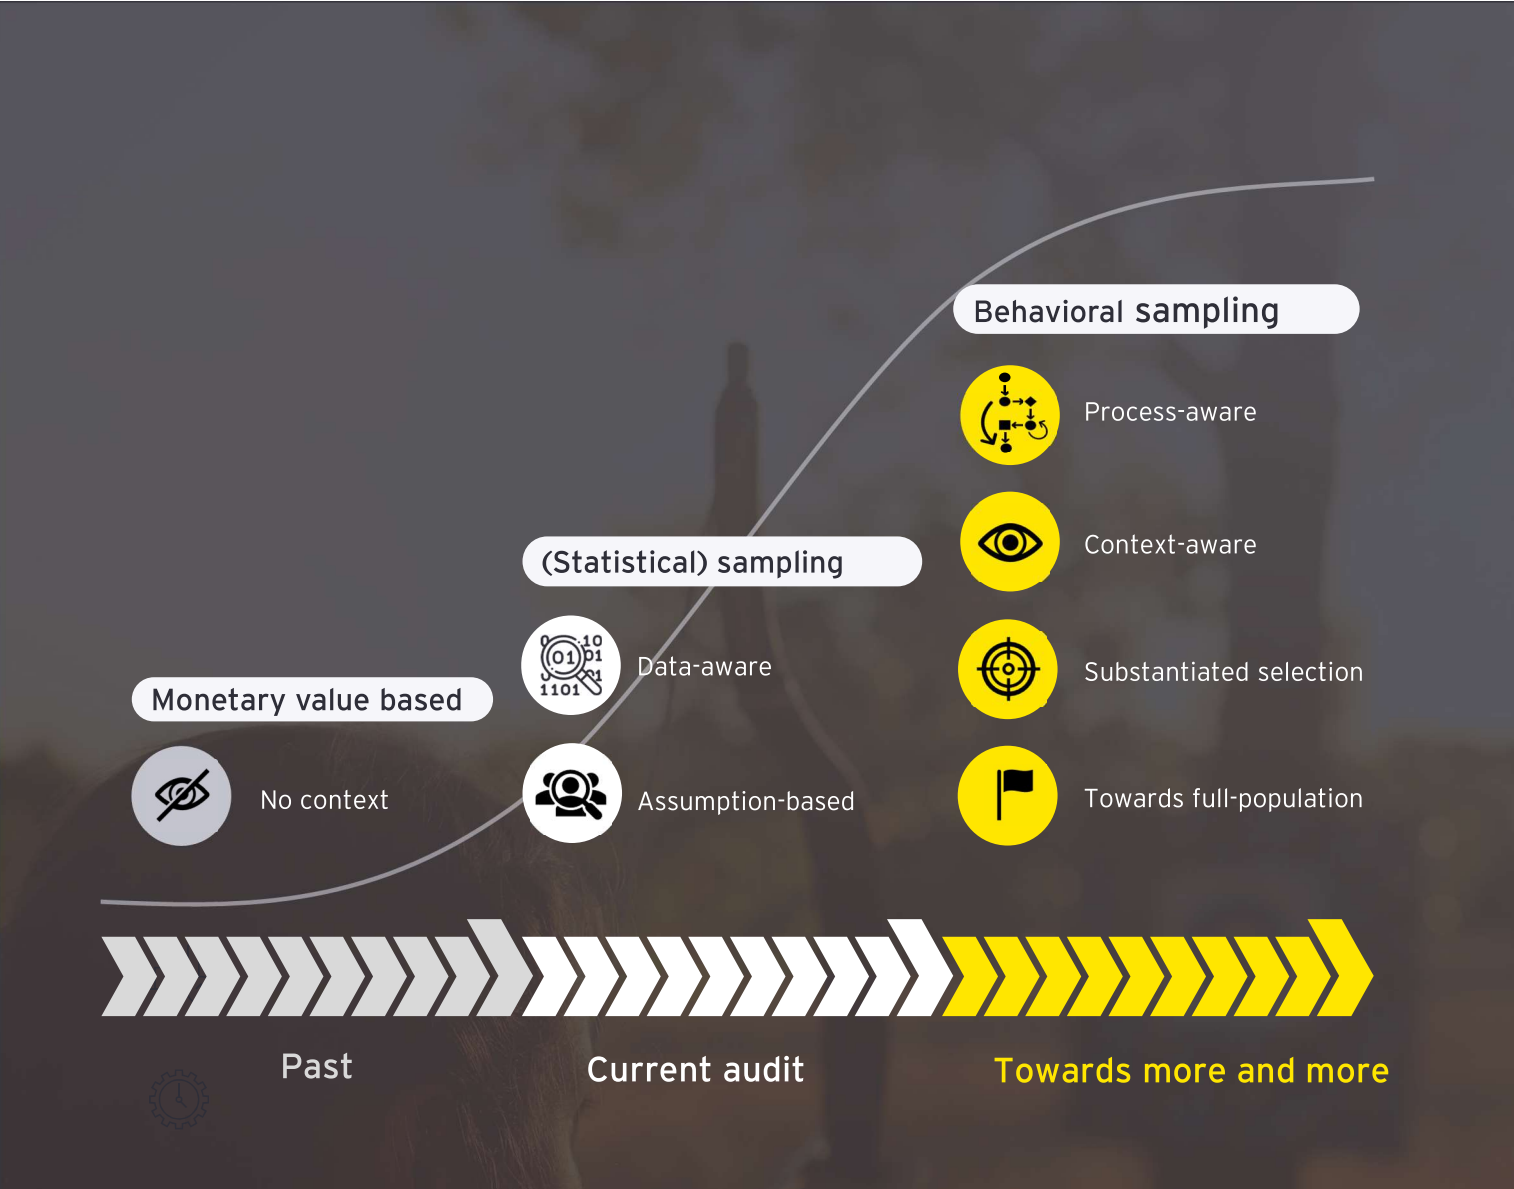 Behavioral sampling
Process-aware
Context-aware
Substantiated selection
Towards full-population
(Statistical) sampling
Data-aware
Assumption-based
Monetary value based
No context
Past
Current audit
Towards more and more